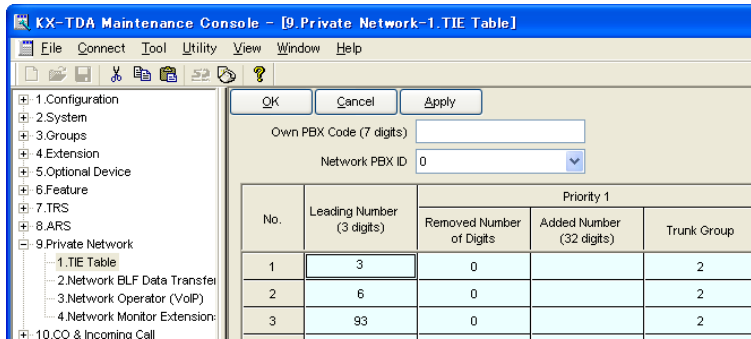 KX-TDA Maintenance Console - [9.Private Network-1.TIE Table]
File Connect Tool Utility View Window Help
1.Configuration
2.System
3.Groups
4.Extension
5.Optional Device
6.Feature
7.TRS
8.ARS
9.Private Network
1.TIE Table
2.Network BLF Data Transfer
3.Network Operator (VoIP)
4.Network Monitor Extension:
10.CO & Incoming Call
OK Cancel Apply
Own PBX Code (7 digits)
Network PBX ID 0
Priority 1
No. Leading Number (3 digits) Removed Number of Digits Added Number (32 digits) Trunk Group
1 3 0 2
2 6 0 2
3 93 0 2